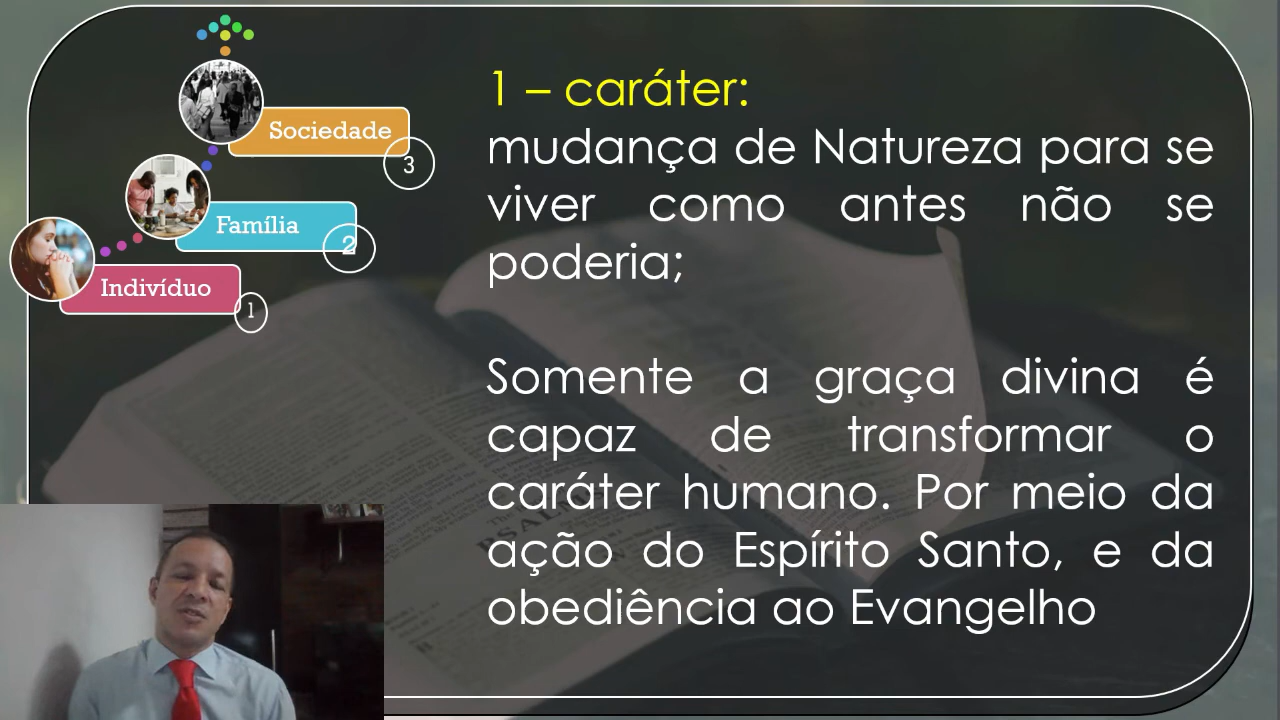 Sociedade
3
Família
2
Indivíduo
1
1 – caráter:
mudança de Natureza para se
viver como antes não se
poderia;
Somente a graça divina é
capaz de transformar o
caráter humano. Por meio da
ação do Espírito Santo, e da
obediência ao Evangelho